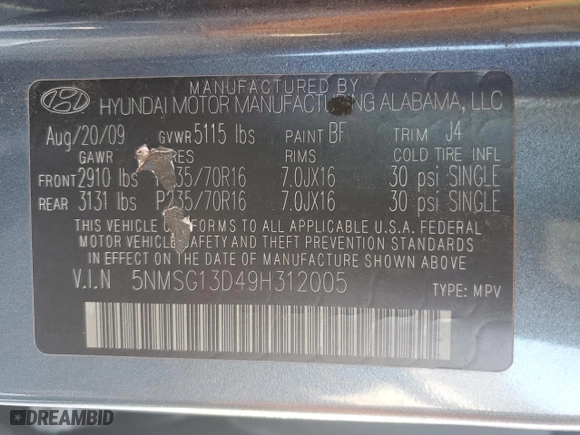 MANUFACTURED BY
HYUNDAI MOTOR MANUFACTURING ALABAMA, LLC
Aug/20/09 GVWR 5115 lbs PAINT BF TRIM J4
GAWR RIMS COLD TIRE INFL
FRONT 2910 lbs 35/70R16 7.0JX16 30 psi SINGLE
REAR 3131 lbs P235/70R16 7.0JX16 30 psi SINGLE
THIS VEHICLE CONFORMS TO ALL APPLICABLE U.S.A. FEDERAL
MOTOR VEHICLE SAFETY AND THEFT PREVENTION STANDARDS
IN EFFECT ON THE DATE OF MANUFACTURE SHOWN ABOVE.
V.I.N 5NMSG13D49H312005 TYPE: MPV
DREAMBID